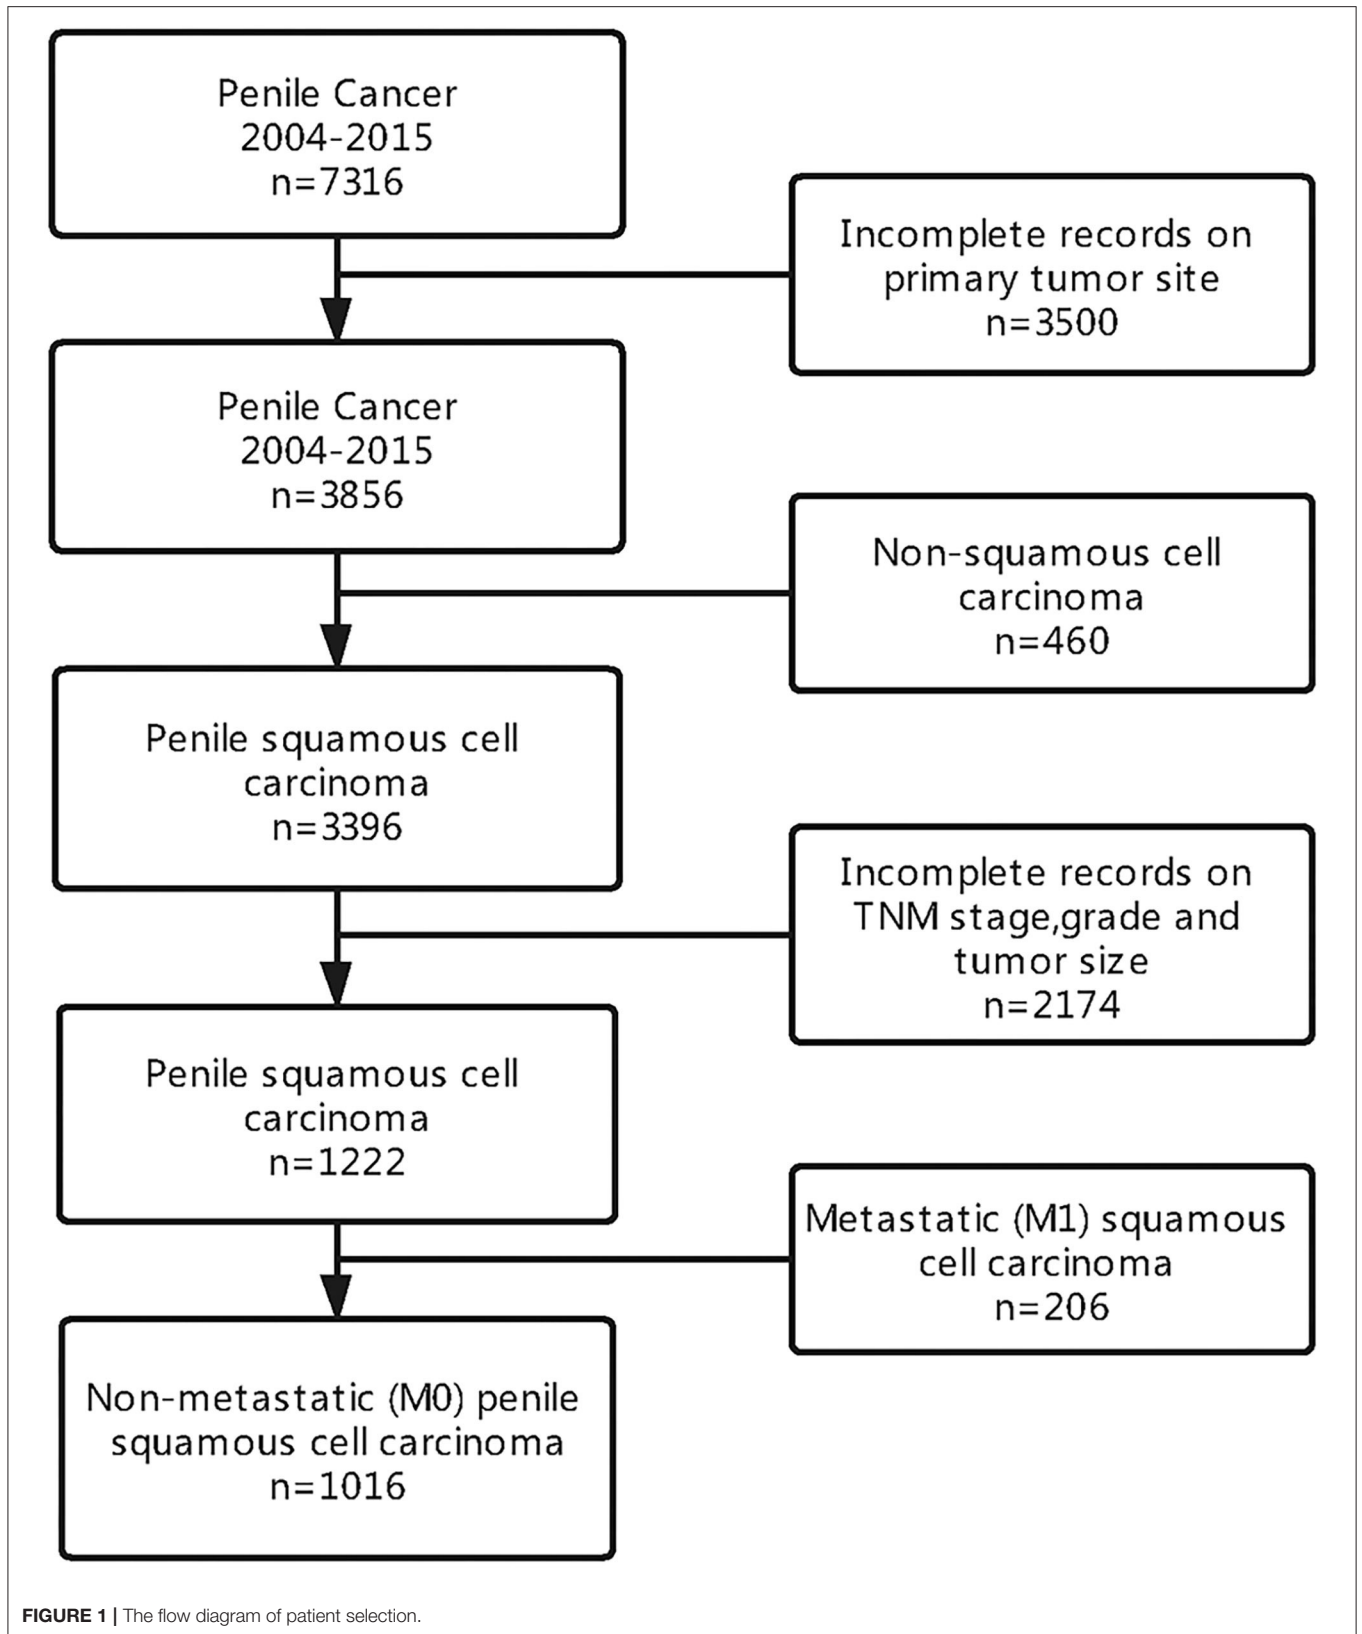 Penile Cancer
2004-2015
n=7316
Incomplete records on
primary tumor site
n=3500
Penile Cancer
2004-2015
n=3856
Non-squamous cell
carcinoma
n=460
Penile squamous cell
carcinoma
n=3396
Incomplete records on
TNM stage,grade and
tumor size
n=2174
Penile squamous cell
carcinoma
n=1222
Metastatic (M1) squamous
cell carcinoma
n=206
Non-metastatic (M0) penile
squamous cell carcinoma
n=1016
FIGURE 1 | The flow diagram of patient selection.